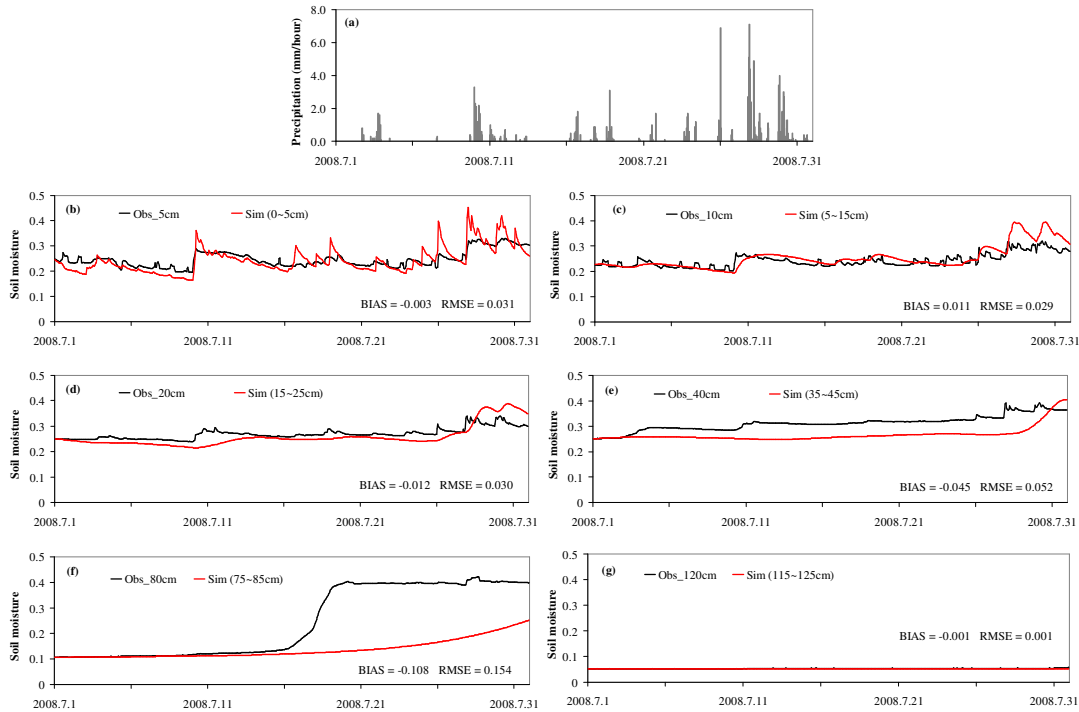 (a)
Precipitation (mm/hour)
8.0
6.0
4.0
2.0
0.0
2008.7.1 2008.7.11 2008.7.21 2008.7.31
(b) Obs_5cm Sim (0~5cm)
Soil moisture
0.5
0.4
0.3
0.2
0.1
0
BIAS = -0.003 RMSE = 0.031
2008.7.1 2008.7.11 2008.7.21 2008.7.31
(c) Obs_10cm Sim (5~15cm)
Soil moisture
0.5
0.4
0.3
0.2
0.1
0
BIAS = 0.011 RMSE = 0.029
2008.7.1 2008.7.11 2008.7.21 2008.7.31
(d) Obs_20cm Sim (15~25cm)
Soil moisture
0.5
0.4
0.3
0.2
0.1
0
BIAS = -0.012 RMSE = 0.030
2008.7.1 2008.7.11 2008.7.21 2008.7.31
(e) Obs_40cm Sim (35~45cm)
Soil moisture
0.5
0.4
0.3
0.2
0.1
0
BIAS = -0.045 RMSE = 0.052
2008.7.1 2008.7.11 2008.7.21 2008.7.31
(f) Obs_80cm Sim (75~85cm)
Soil moisture
0.5
0.4
0.3
0.2
0.1
0
BIAS = -0.108 RMSE = 0.154
2008.7.1 2008.7.11 2008.7.21 2008.7.31
(g) Obs_120cm Sim (115~125cm)
Soil moisture
0.5
0.4
0.3
0.2
0.1
0
BIAS = -0.001 RMSE = 0.001
2008.7.1 2008.7.11 2008.7.21 2008.7.31